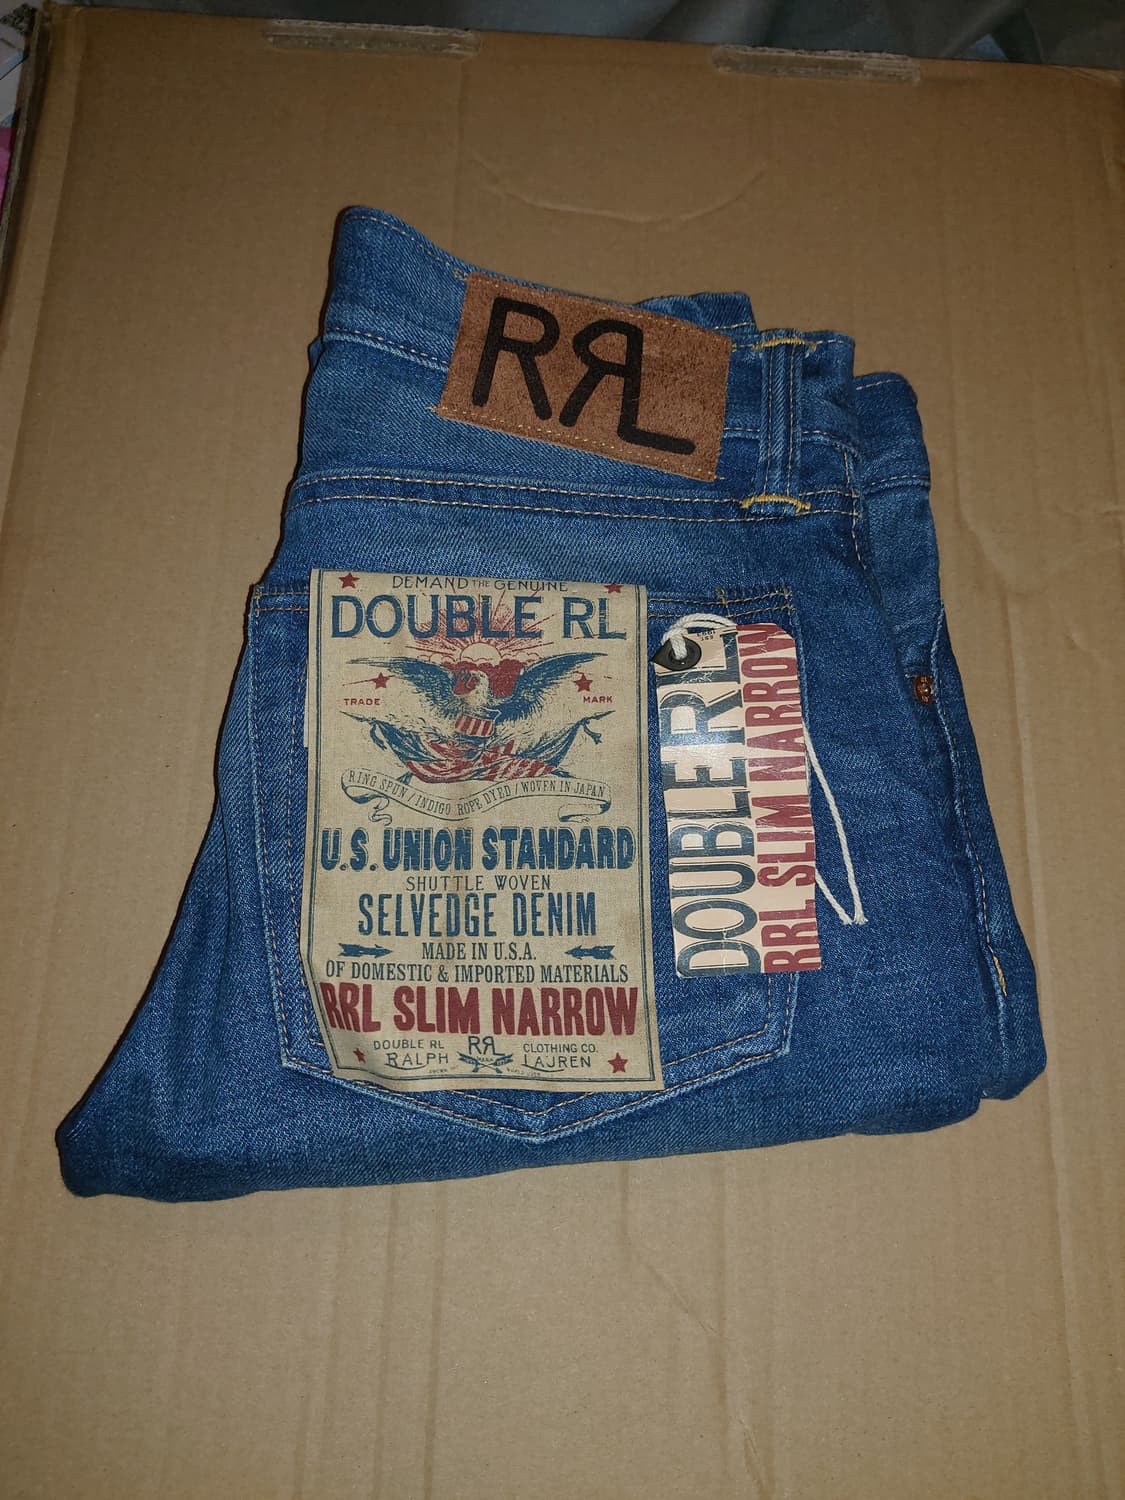 RRL
DEMAND THE GENUINE
DOUBLE RL
TRADE MARK
RING SPUN / INDIGO ROPE DYED / WOVEN IN JAPAN
U.S. UNION STANDARD
SHUTTLE WOVEN
SELVEDGE DENIM
MADE IN U.S.A.
OF DOMESTIC & IMPORTED MATERIALS
RRL SLIM NARROW
DOUBLE RL RRL CLOTHING CO.
RALPH LAUREN
EST 1993
DOUBLE RL
RRL SLIM NARROW